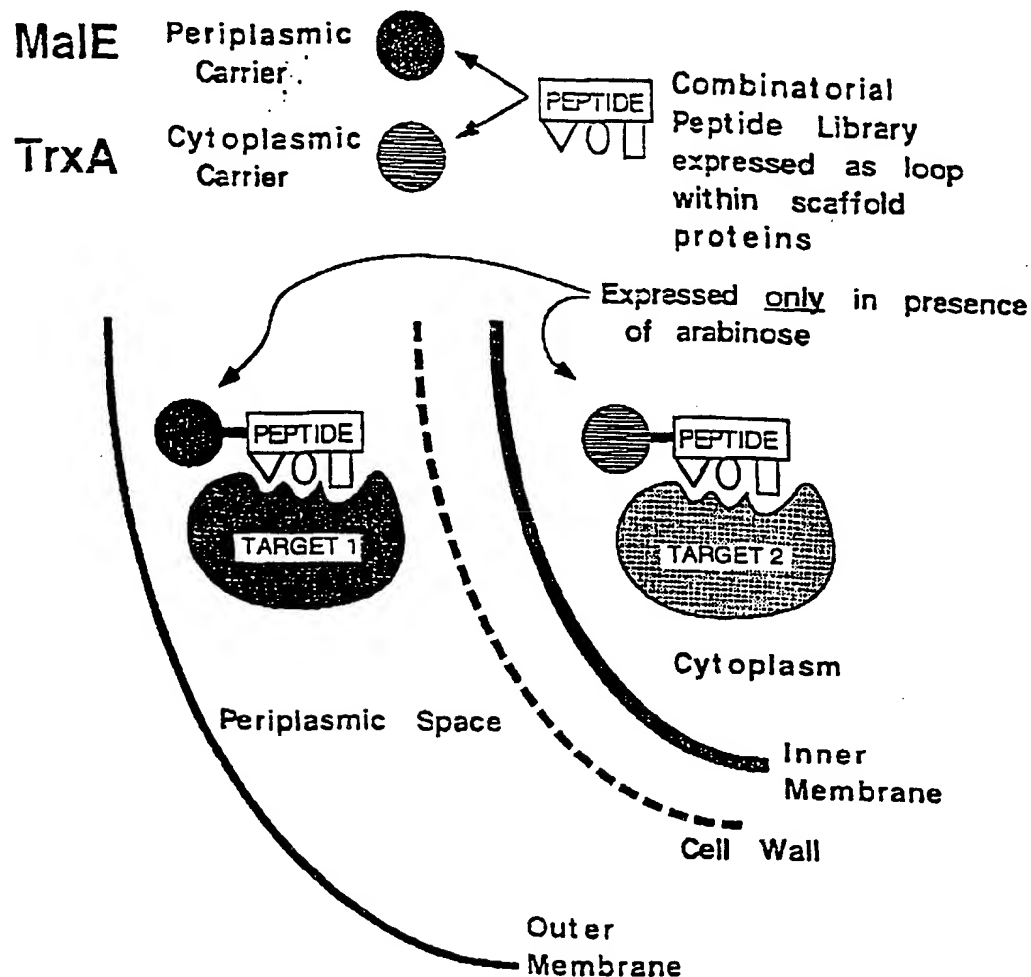 MalE
Periplasmic
Carrier
PEPTIDE
Combinatorial
Peptide Library
expressed as loop
within scaffold
proteins
TrxA
Cytoplasmic
Carrier
Expressed only in presence
of arabinose
PEPTIDE
TARGET 1
PEPTIDE
TARGET 2
Cytoplasm
Periplasmic Space
Inner
Membrane
Cell Wall
Outer
Membrane